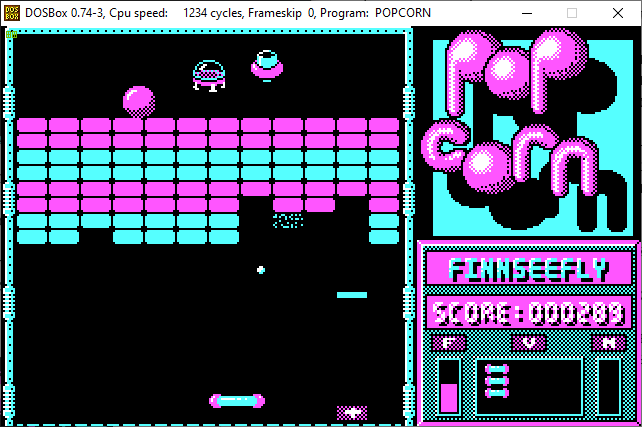 DOSBox 0.74-3, Cpu speed: 1234 cycles, Frameskip 0, Program: POPCORN
POP
corn
FINNSEEFLY
SCORE:000209
F V M
+